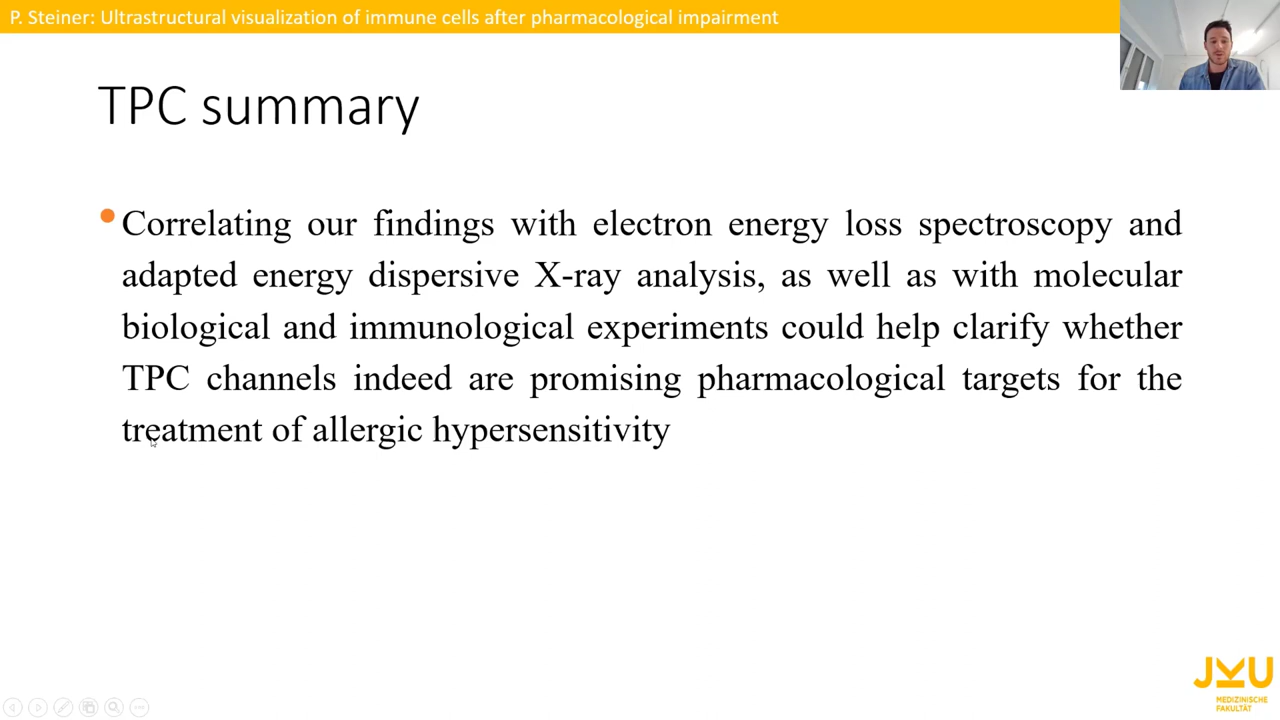 P. Steiner: Ultrastructural visualization of immune cells after pharmacological impairment
TPC summary
Correlating our findings with electron energy loss spectroscopy and
adapted energy dispersive X-ray analysis, as well as with molecular
biological and immunological experiments could help clarify whether
TPC channels indeed are promising pharmacological targets for the
treatment of allergic hypersensitivity
JKU
MEDIZINISCHE
FAKULTÄT